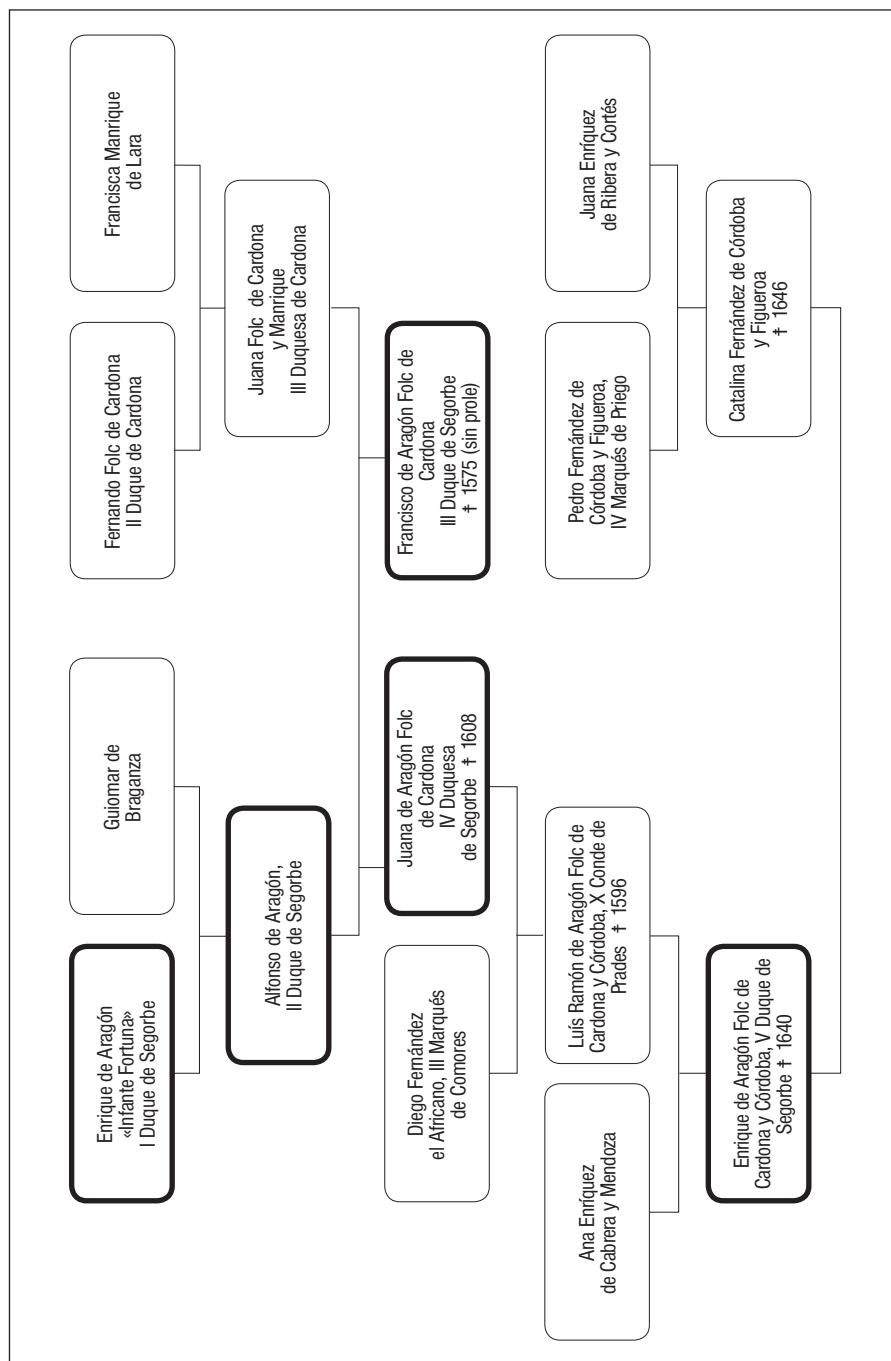 Enrique de Aragón
«Infante Fortuna»
I Duque de Segorbe
Guiomar de
Braganza
Fernando Folc de Cardona
II Duque de Cardona
Francisca Manrique
de Lara
Alfonso de Aragón,
II Duque de Segorbe
Juana Folc de Cardona
y Manrique
III Duquesa de Cardona
Diego Fernández
el Africano, III Marqués
de Comores
Juana de Aragón Folc
de Cardona
IV Duquesa
de Segorbe † 1608
Francisco de Aragón Folc de
Cardona
III Duque de Segorbe
† 1575 (sin prole)
Ana Enríquez
de Cabrera y Mendoza
Luís Ramón de Aragón Folc de
Cardona y Córdoba, X Conde de
Prades † 1596
Pedro Fernández de
Córdoba y Figueroa,
IV Marqués de Priego
Juana Enríquez
de Ribera y Cortés
Enrique de Aragón Folc de
Cardona y Córdoba, V Duque de
Segorbe † 1640
Catalina Fernández de Córdoba
y Figueroa
† 1646